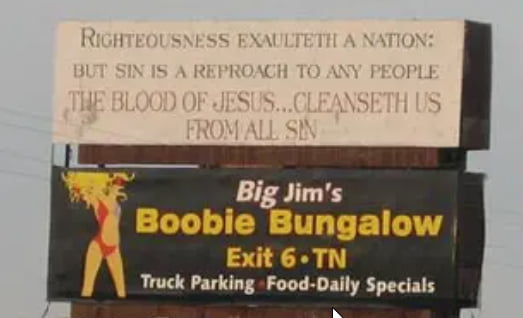 RIGHTEOUSNESS EXAULTETH A NATION:
BUT SIN IS A REPROACH TO ANY PEOPLE
THE BLOOD OF JESUS...CLEANSETH US
FROM ALL SIN
Big Jim's
Boobie Bungalow
Exit 6•TN
Truck Parking•Food-Daily Specials